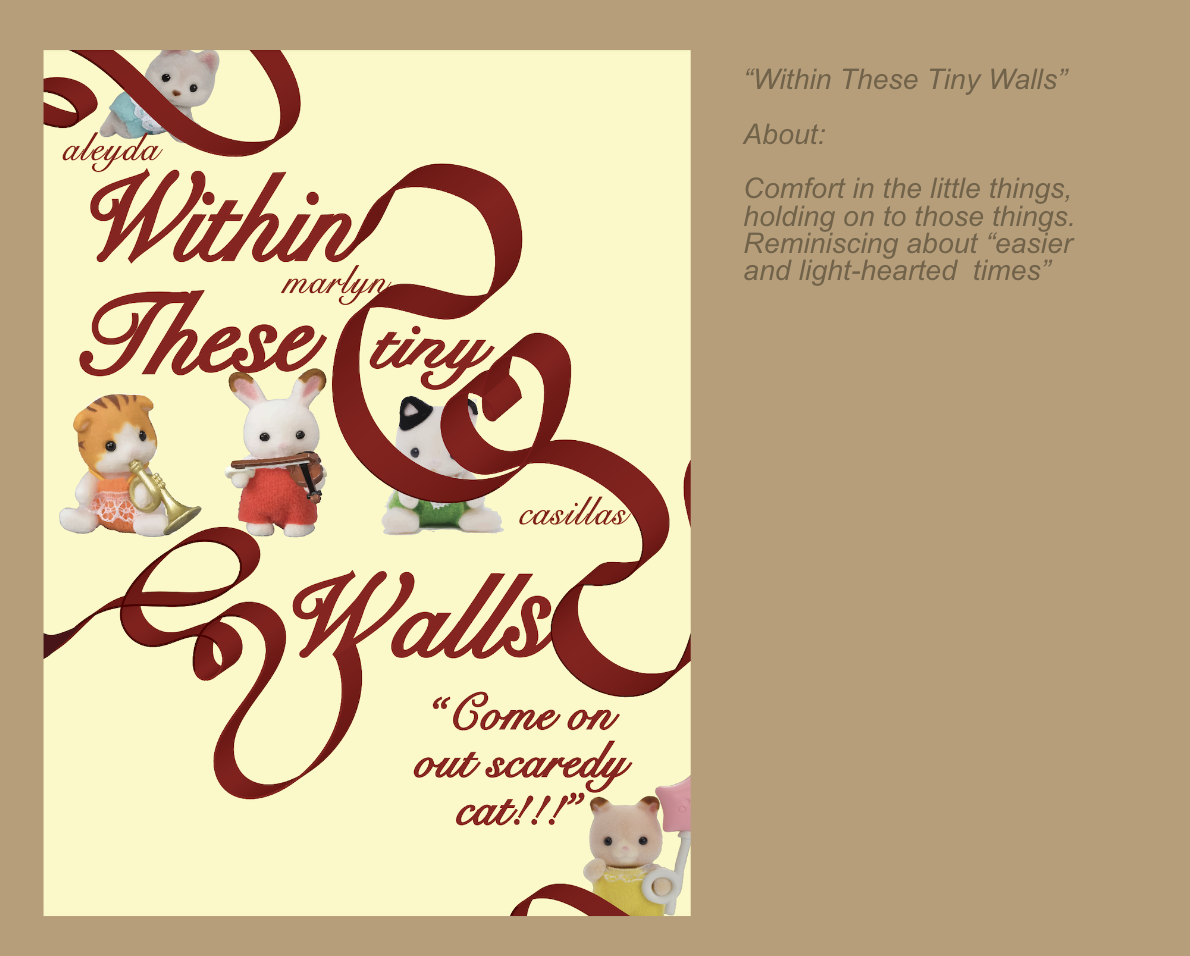 aleyda
Within
marlyn
These tiny
casillas
Walls
“Come on
out scaredy
cat!!!”
“Within These Tiny Walls”
About:
Comfort in the little things,
holding on to those things.
Reminiscing about “easier
and light-hearted  times”